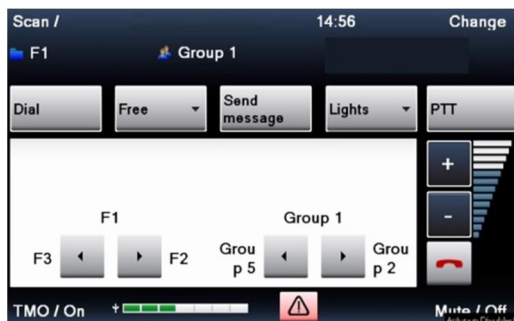 Scan /
14:56
Change
F1
Group 1
Dial
Free
Send
message
Lights
PTT
+
-
F1
Group 1
F3
F2
Grou
p 5
Grou
p 2
TMO / On
Mute / Off